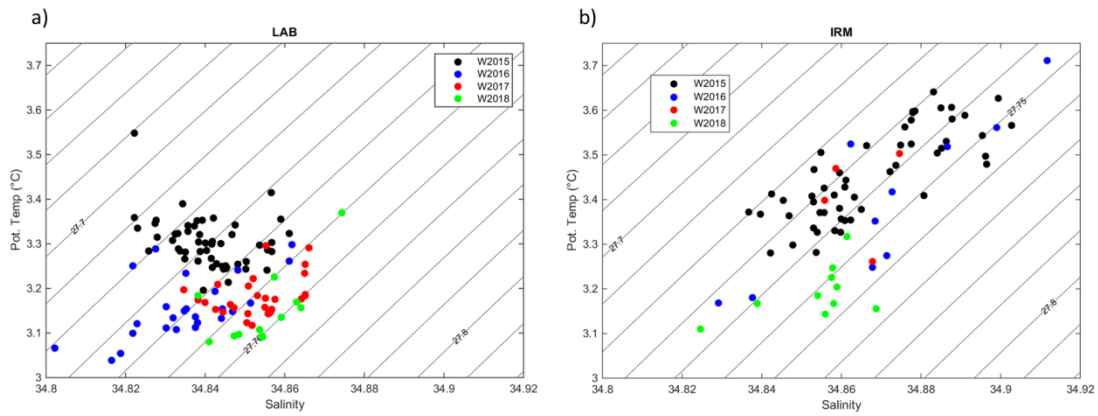 a)
LAB
W2015
W2016
W2017
W2018
27.7
27.8
3.7
3.6
3.5
3.4
3.3
3.2
3.1
3
Pot. Temp (°C)
34.8 34.82 34.84 34.86 34.88 34.9 34.92
Salinity
b)
IRM
W2015
W2016
W2017
W2018
27.75
27.7
27.8
3.7
3.6
3.5
3.4
3.3
3.2
3.1
3
Pot. Temp (°C)
34.8 34.82 34.84 34.86 34.88 34.9 34.92
Salinity